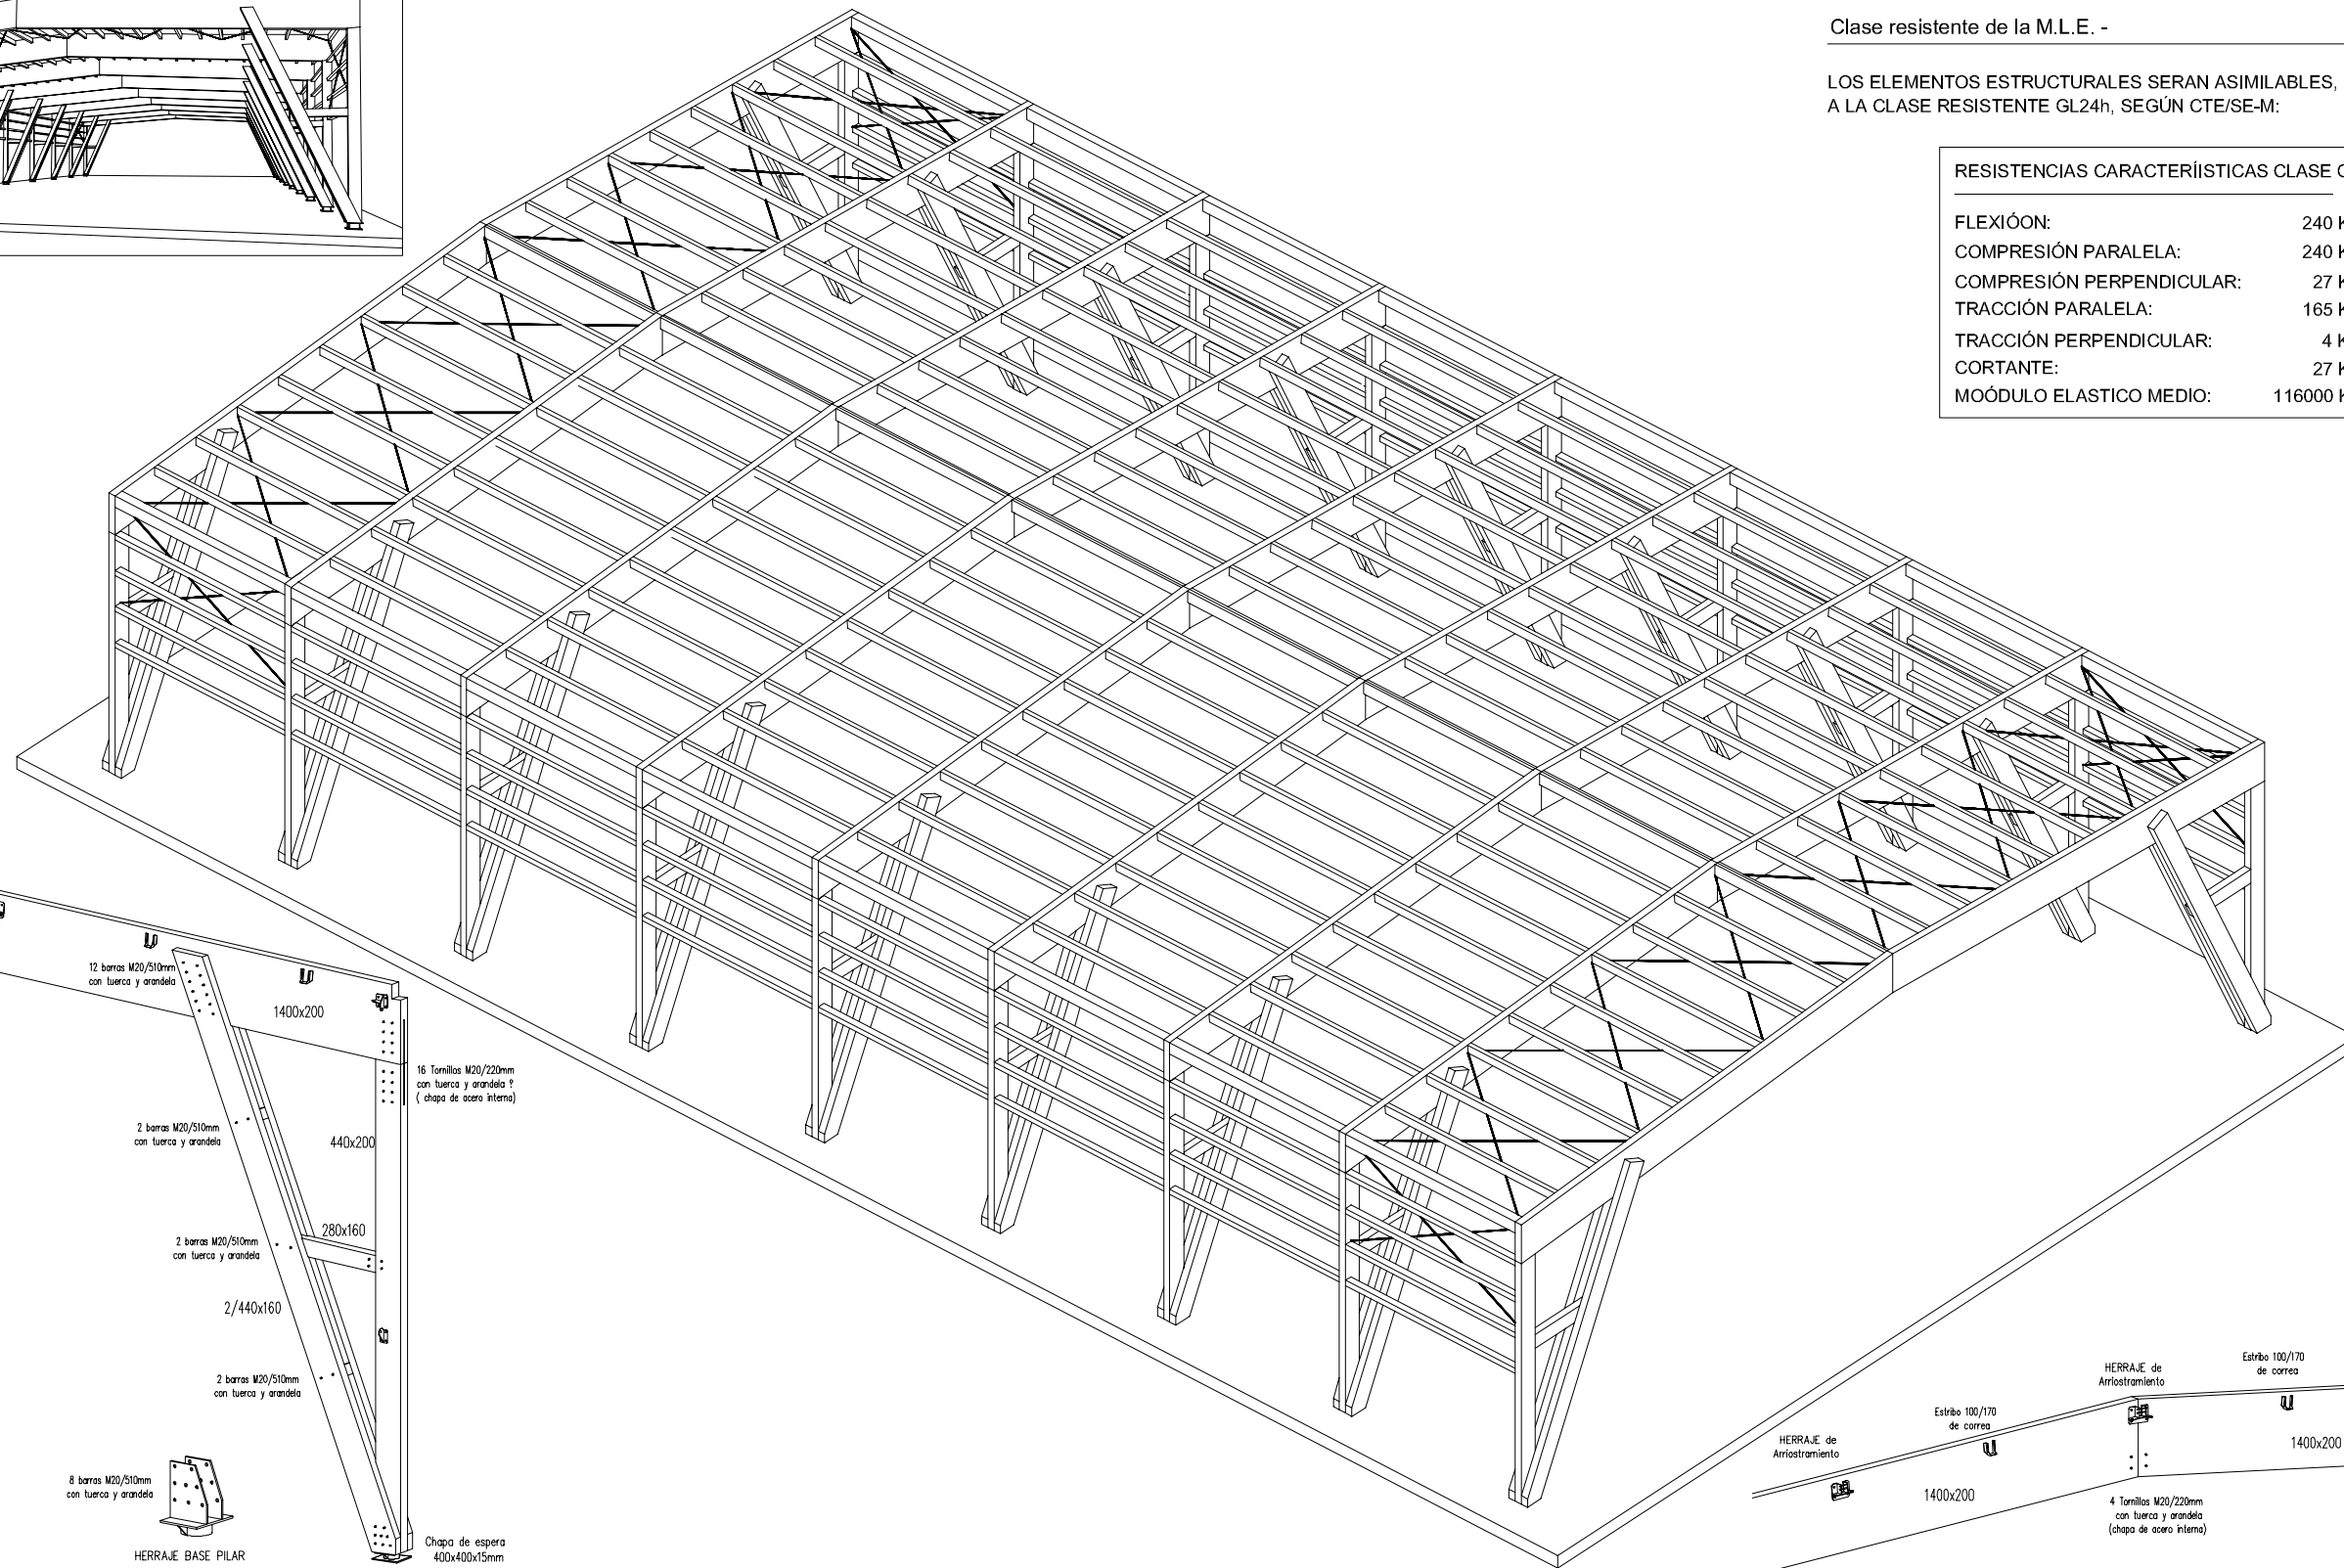 Clase resistente de la M.L.E. -
LOS ELEMENTOS ESTRUCTURALES SERAN ASIMILABLES,
A LA CLASE RESISTENTE GL24h, SEGÚN CTE/SE-M:
RESISTENCIAS CARACTERÍISTICAS CLASE
FLEXIÓON: 240 K
COMPRESIÓN PARALELA: 240 K
COMPRESIÓN PERPENDICULAR: 27 K
TRACCIÓN PARALELA: 165 K
TRACCIÓN PERPENDICULAR: 4 K
CORTANTE: 27 K
MOÓDULO ELASTICO MEDIO: 116000 K
12 barras M20/510mm
con tuerca y arandela
1400x200
16 Tornillos M20/220mm
con tuerca y arandela ?
( chapa de acero interna)
2 barras M20/510mm
con tuerca y arandela
440x200
280x160
2 barras M20/510mm
con tuerca y arandela
2/440x160
2 barras M20/510mm
con tuerca y arandela
8 barras M20/510mm
con tuerca y arandela
HERRAJE BASE PILAR
Chapa de espera
400x400x15mm
HERRAJE de
Arriostramiento
Estribo 100/170
de correa
HERRAJE de
Arriostramiento
Estribo 100/170
de correa
1400x200
1400x200
4 Tornillos M20/220mm
con tuerca y arandela
(chapa de acero interna)